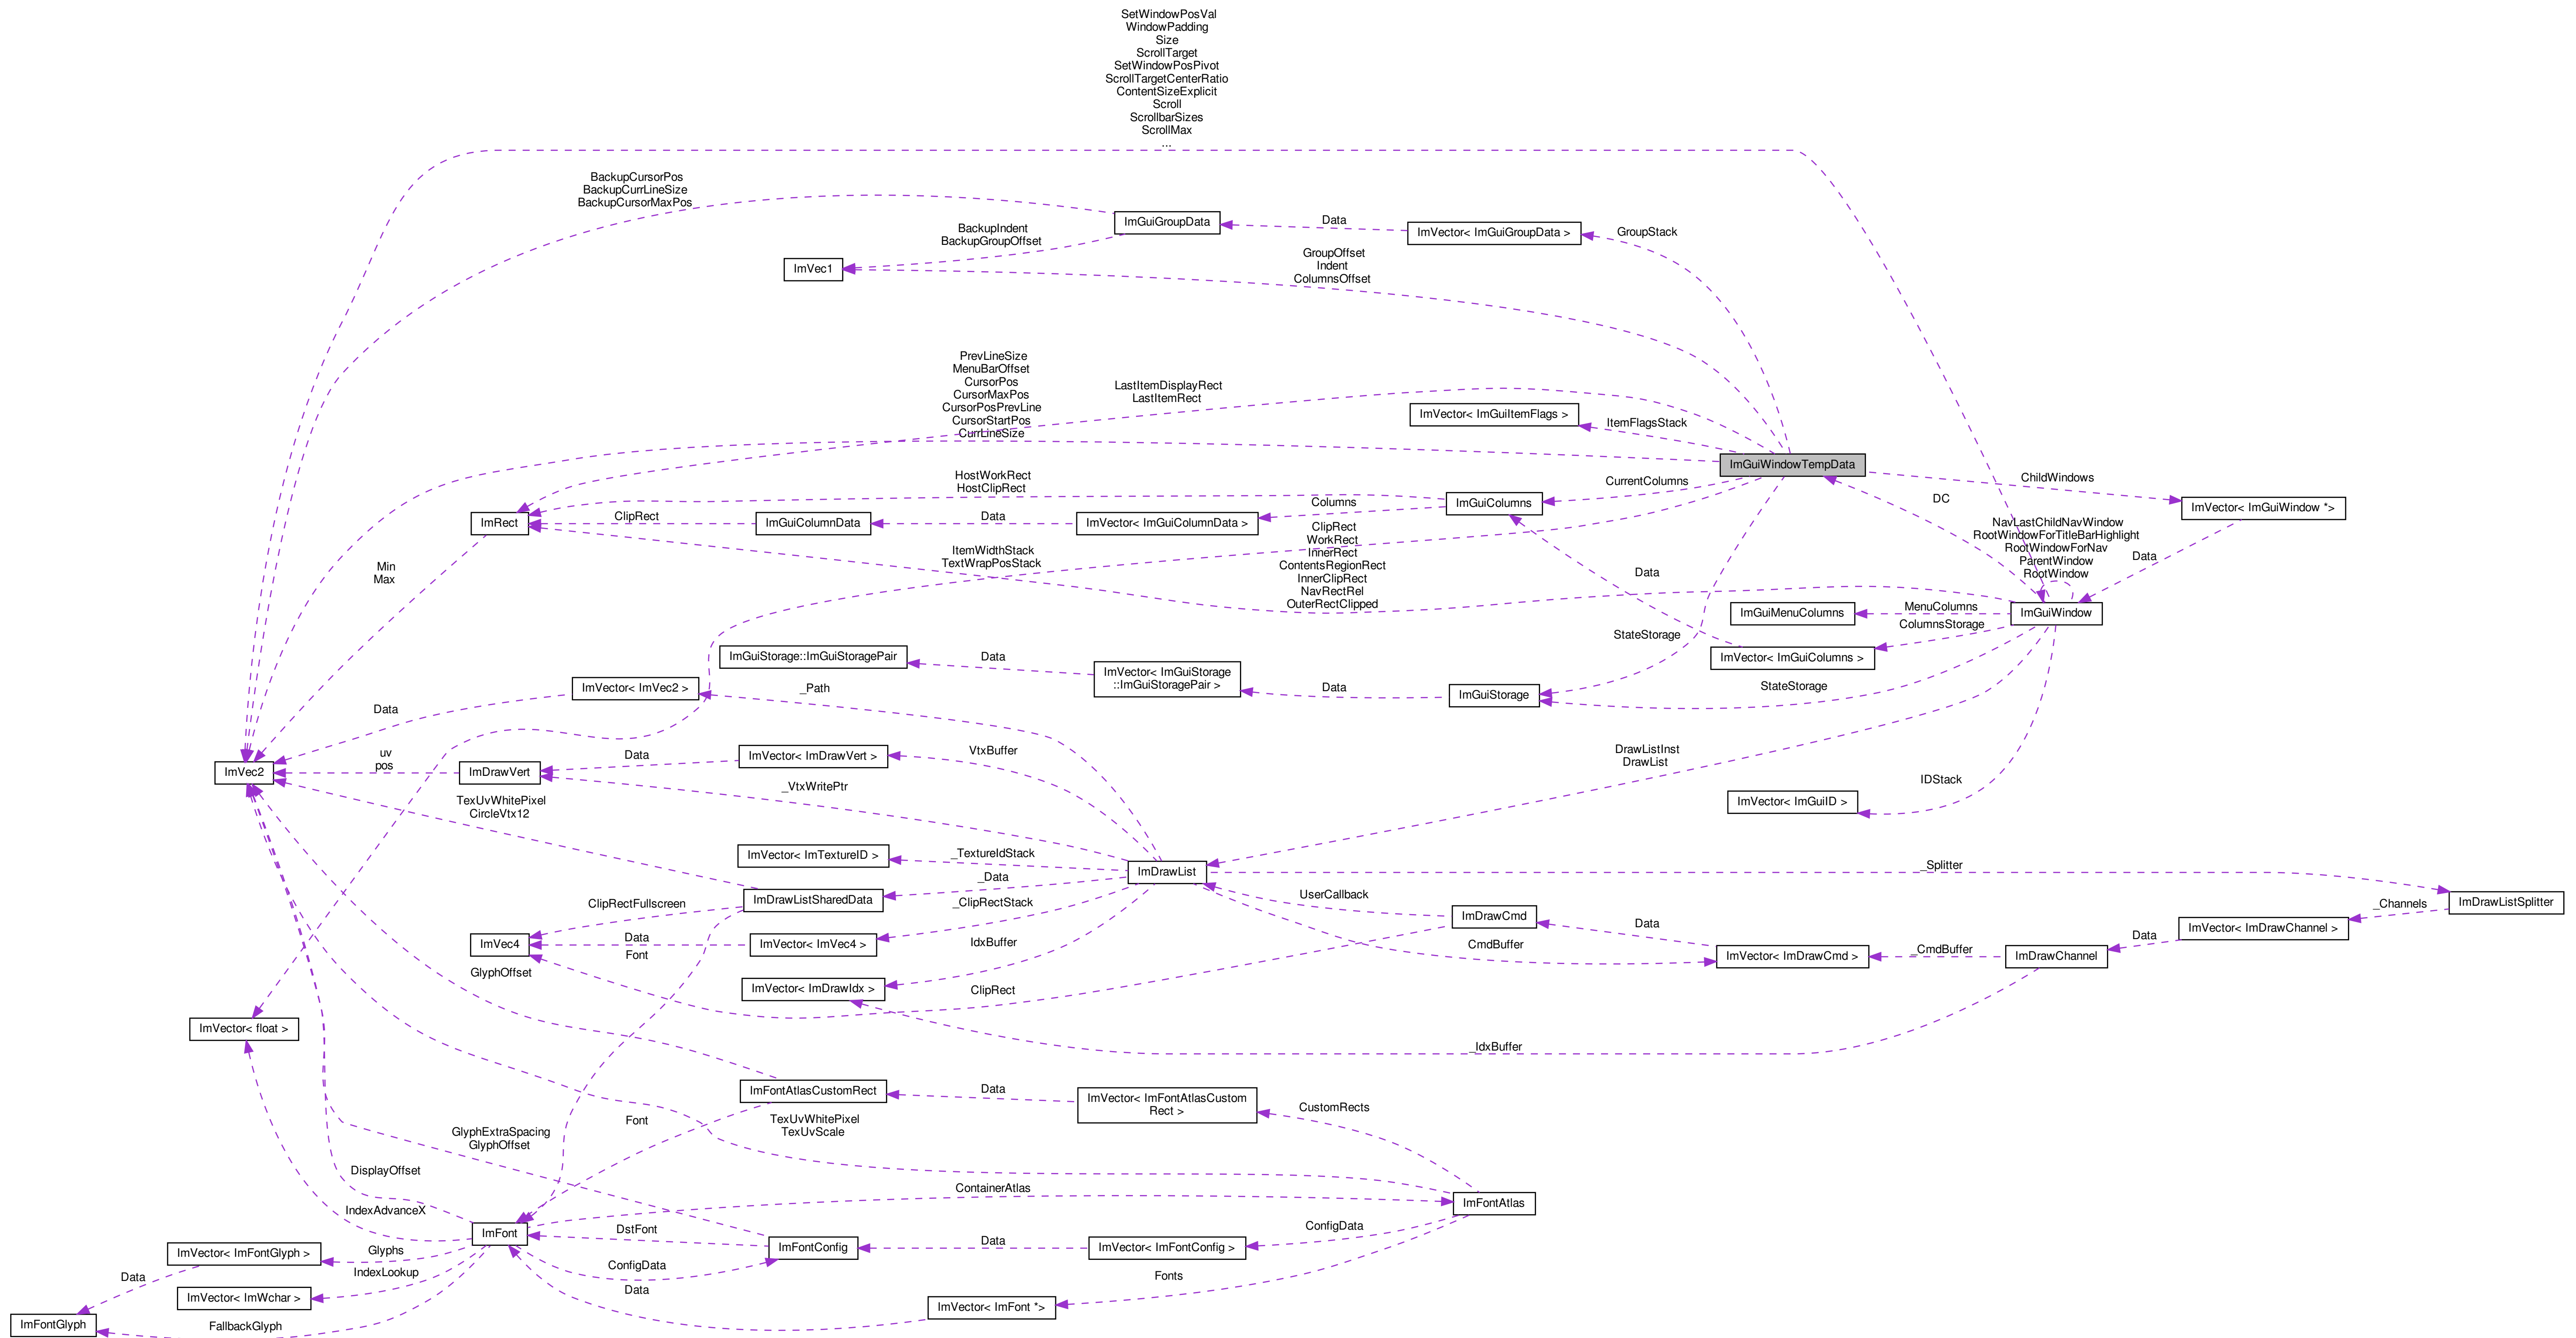 SetWindowPosVal
WindowPadding
Size
ScrollTarget
SetWindowPosPivot
ScrollTargetCenterRatio
ContentSizeExplicit
Scroll
ScrollbarSizes
ScrollMax
...
BackupCursorPos
BackupCurrLineSize
BackupCursorMaxPos
ImGuiGroupData
Data
ImVector< ImGuiGroupData >
GroupStack
BackupIndent
BackupGroupOffset
ImVec1
GroupOffset
Indent
ColumnsOffset
PrevLineSize
MenuBarOffset
CursorPos
CursorMaxPos
CursorPosPrevLine
CursorStartPos
CurrLineSize
LastItemDisplayRect
LastItemRect
ImVector< ImGuiItemFlags >
ItemFlagsStack
ImGuiWindowTempData
HostWorkRect
HostClipRect
ImGuiColumns
CurrentColumns
ChildWindows
ImVector< ImGuiWindow *>
DC
Columns
ImRect
ClipRect
ImGuiColumnData
Data
ImVector< ImGuiColumnData >
ClipRect
WorkRect
InnerRect
ContentsRegionRect
InnerClipRect
NavRectRel
OuterRectClipped
ItemWidthStack
TextWrapPosStack
NavLastChildNavWindow
RootWindowForTitleBarHighlight
RootWindowForNav
ParentWindow
RootWindow
Data
Min
Max
Data
ImGuiMenuColumns
MenuColumns
ImGuiWindow
ColumnsStorage
StateStorage
ImVector< ImGuiColumns >
ImGuiStorage::ImGuiStoragePair
Data
ImVector< ImGuiStorage
::ImGuiStoragePair >
Data
ImGuiStorage
StateStorage
ImVector< ImVec2 >
_Path
Data
ImVec2
uv
pos
ImDrawVert
Data
ImVector< ImDrawVert >
VtxBuffer
_VtxWritePtr
DrawListInst
DrawList
IDStack
ImVector< ImGuiID >
TexUvWhitePixel
CircleVtx12
ImVector< ImTextureID >
_TextureIdStack
ImDrawList
_Splitter
_Data
ImDrawListSharedData
ClipRectFullscreen
_ClipRectStack
UserCallback
ImDrawCmd
ImDrawListSplitter
_Channels
ImVector< ImDrawChannel >
Data
ImVec4
Data
Font
ImVector< ImVec4 >
IdxBuffer
CmdBuffer
Data
ImVector< ImDrawCmd >
_CmdBuffer
ImDrawChannel
GlyphOffset
ImVector< ImDrawIdx >
ClipRect
ImVector< float >
_IdxBuffer
ImFontAtlasCustomRect
Data
ImVector< ImFontAtlasCustom
Rect >
CustomRects
Font
TexUvWhitePixel
TexUvScale
GlyphExtraSpacing
GlyphOffset
DisplayOffset
ContainerAtlas
ImFontAtlas
IndexAdvanceX
ImFont
DstFont
ImFontConfig
Data
ImVector< ImFontConfig >
ConfigData
ImVector< ImFontGlyph >
Glyphs
ConfigData
IndexLookup
Data
ImVector< ImWchar >
Data
ImVector< ImFont *>
Fonts
ImFontGlyph
FallbackGlyph